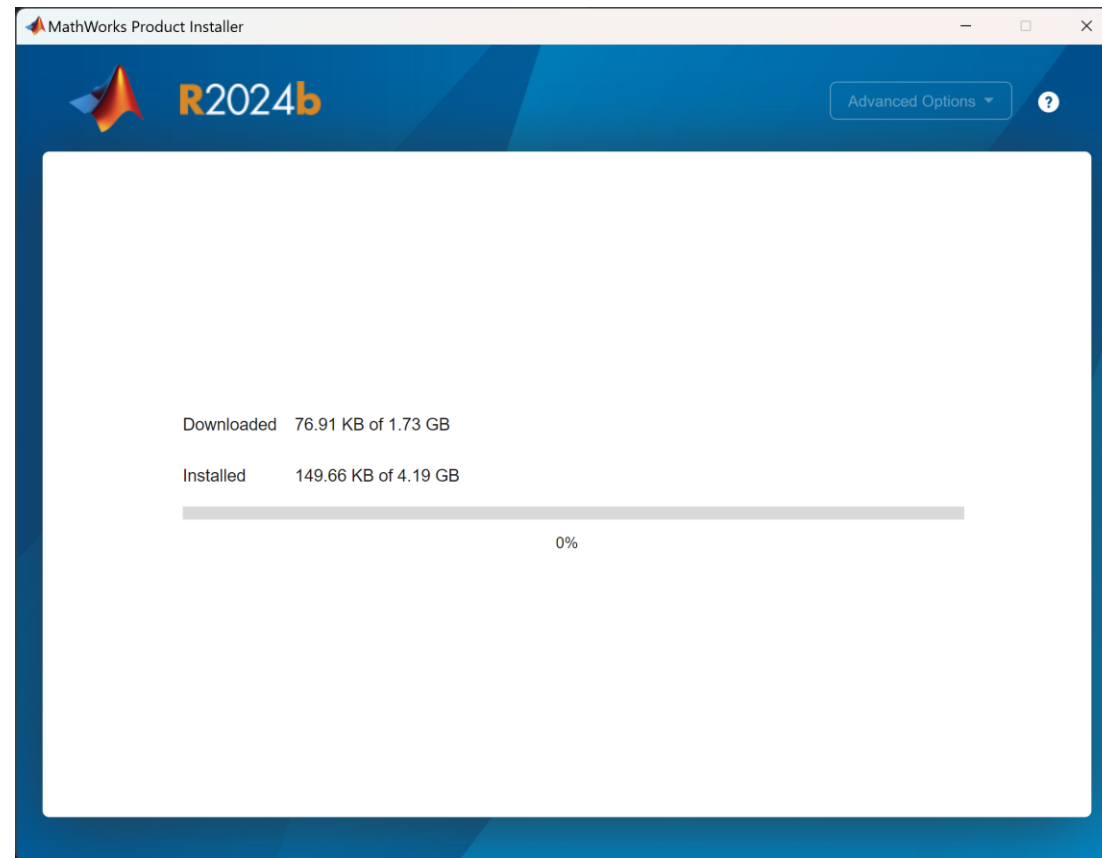 MathWorks Product Installer
R2024b
Advanced Options
?
Downloaded 76.91 KB of 1.73 GB
Installed 149.66 KB of 4.19 GB
0%